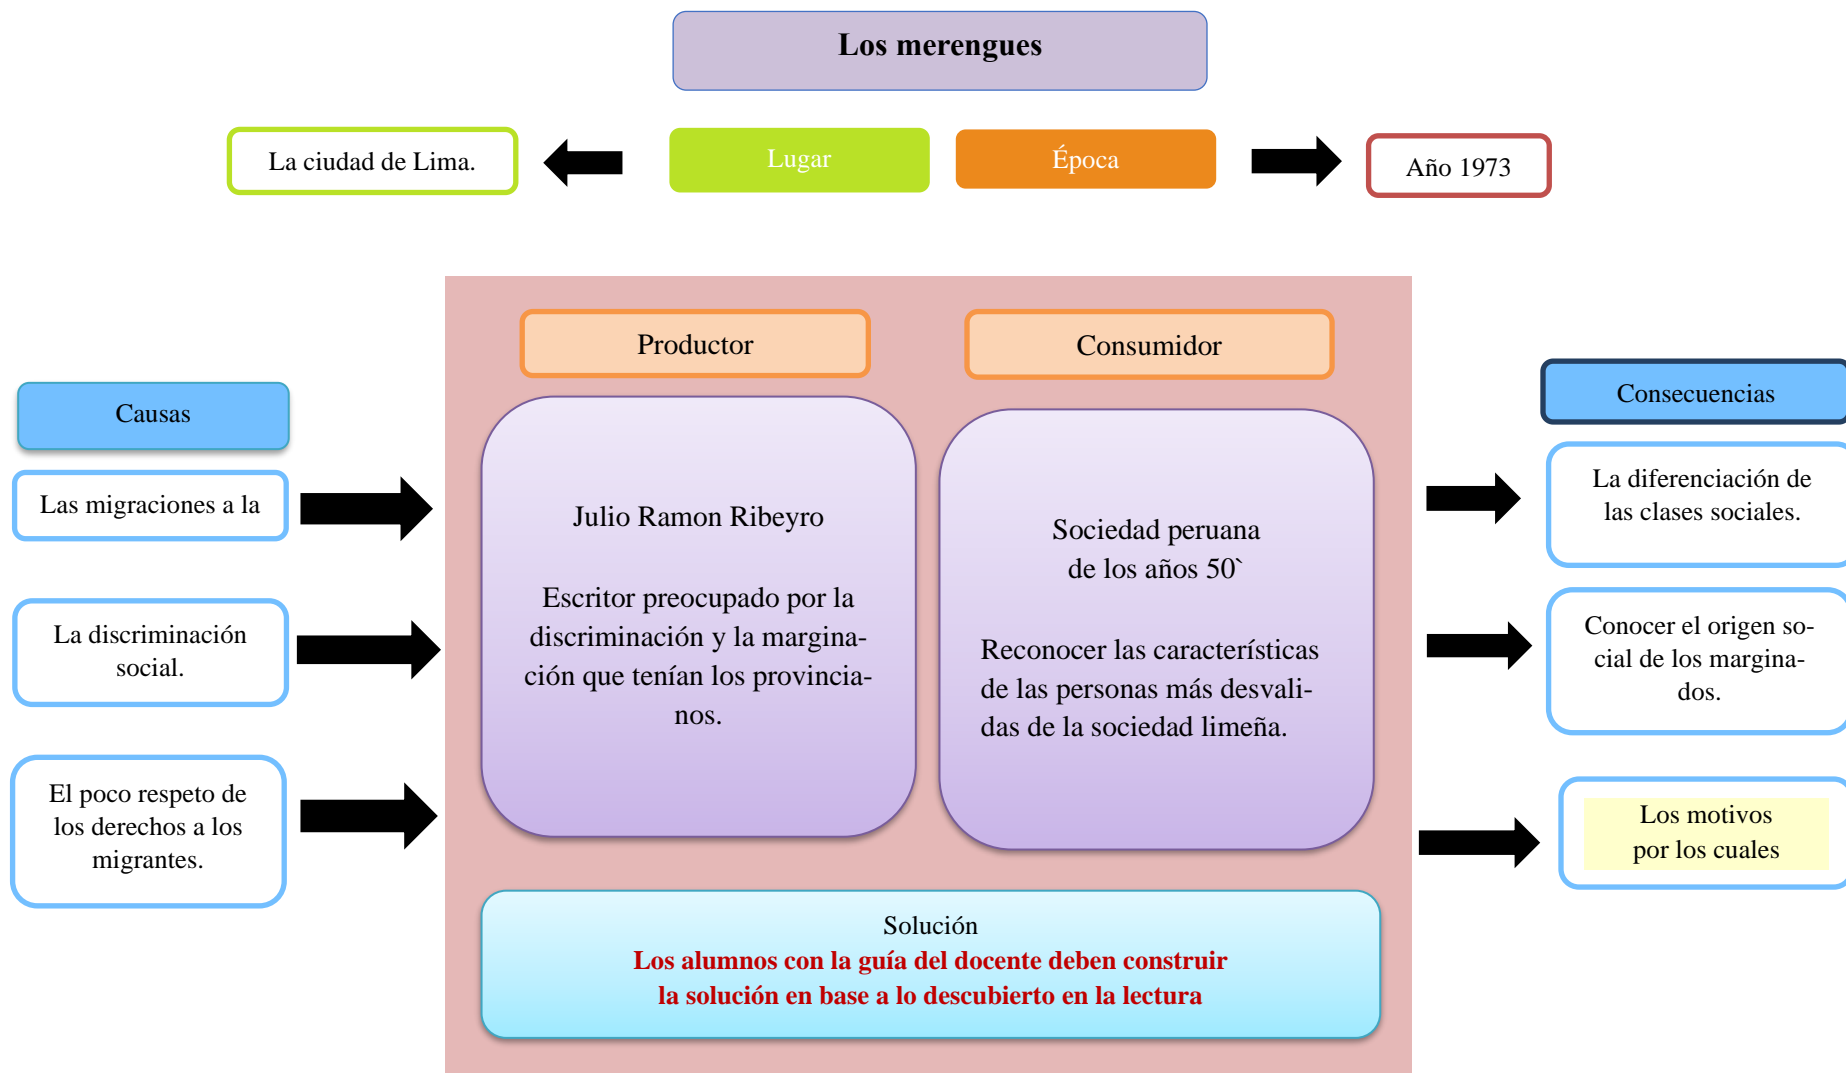 Los merengues
La ciudad de Lima.
Lugar
Época
Año 1973
Causas
Las migraciones a la
La discriminación
social.
El poco respeto de
los derechos a los
migrantes.
Productor
Julio Ramon Ribeyro
Escritor preocupado por la
discriminación y la margina-
ción que tenían los provincia-
nos.
Consumidor
Sociedad peruana
de los años 50`
Reconocer las características
de las personas más desvali-
das de la sociedad limeña.
Solución
Los alumnos con la guía del docente deben construir
la solución en base a lo descubierto en la lectura
Consecuencias
La diferenciación de
las clases sociales.
Conocer el origen so-
cial de los margina-
dos.
Los motivos
por los cuales